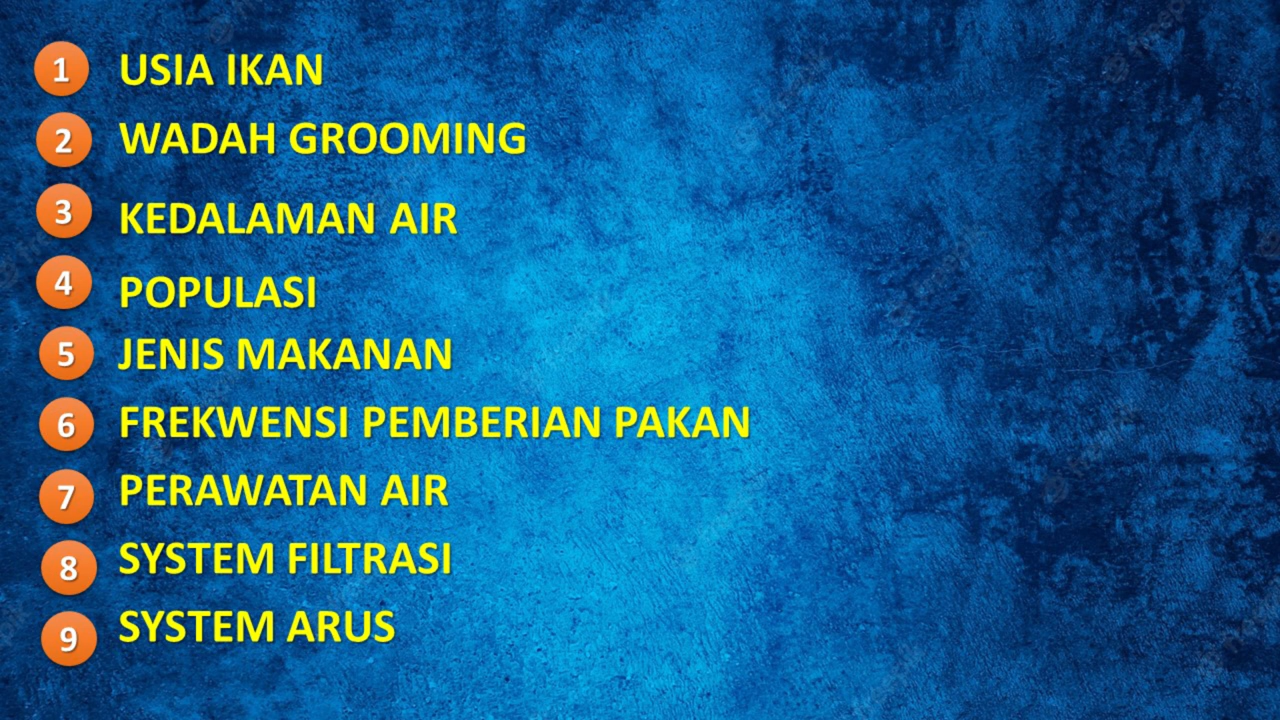 1 USIA IKAN
2 WADAH GROOMING
3 KEDALAMAN AIR
4 POPULASI
5 JENIS MAKANAN
6 FREKWENSI PEMBERIAN PAKAN
7 PERAWATAN AIR
8 SYSTEM FILTRASI
9 SYSTEM ARUS